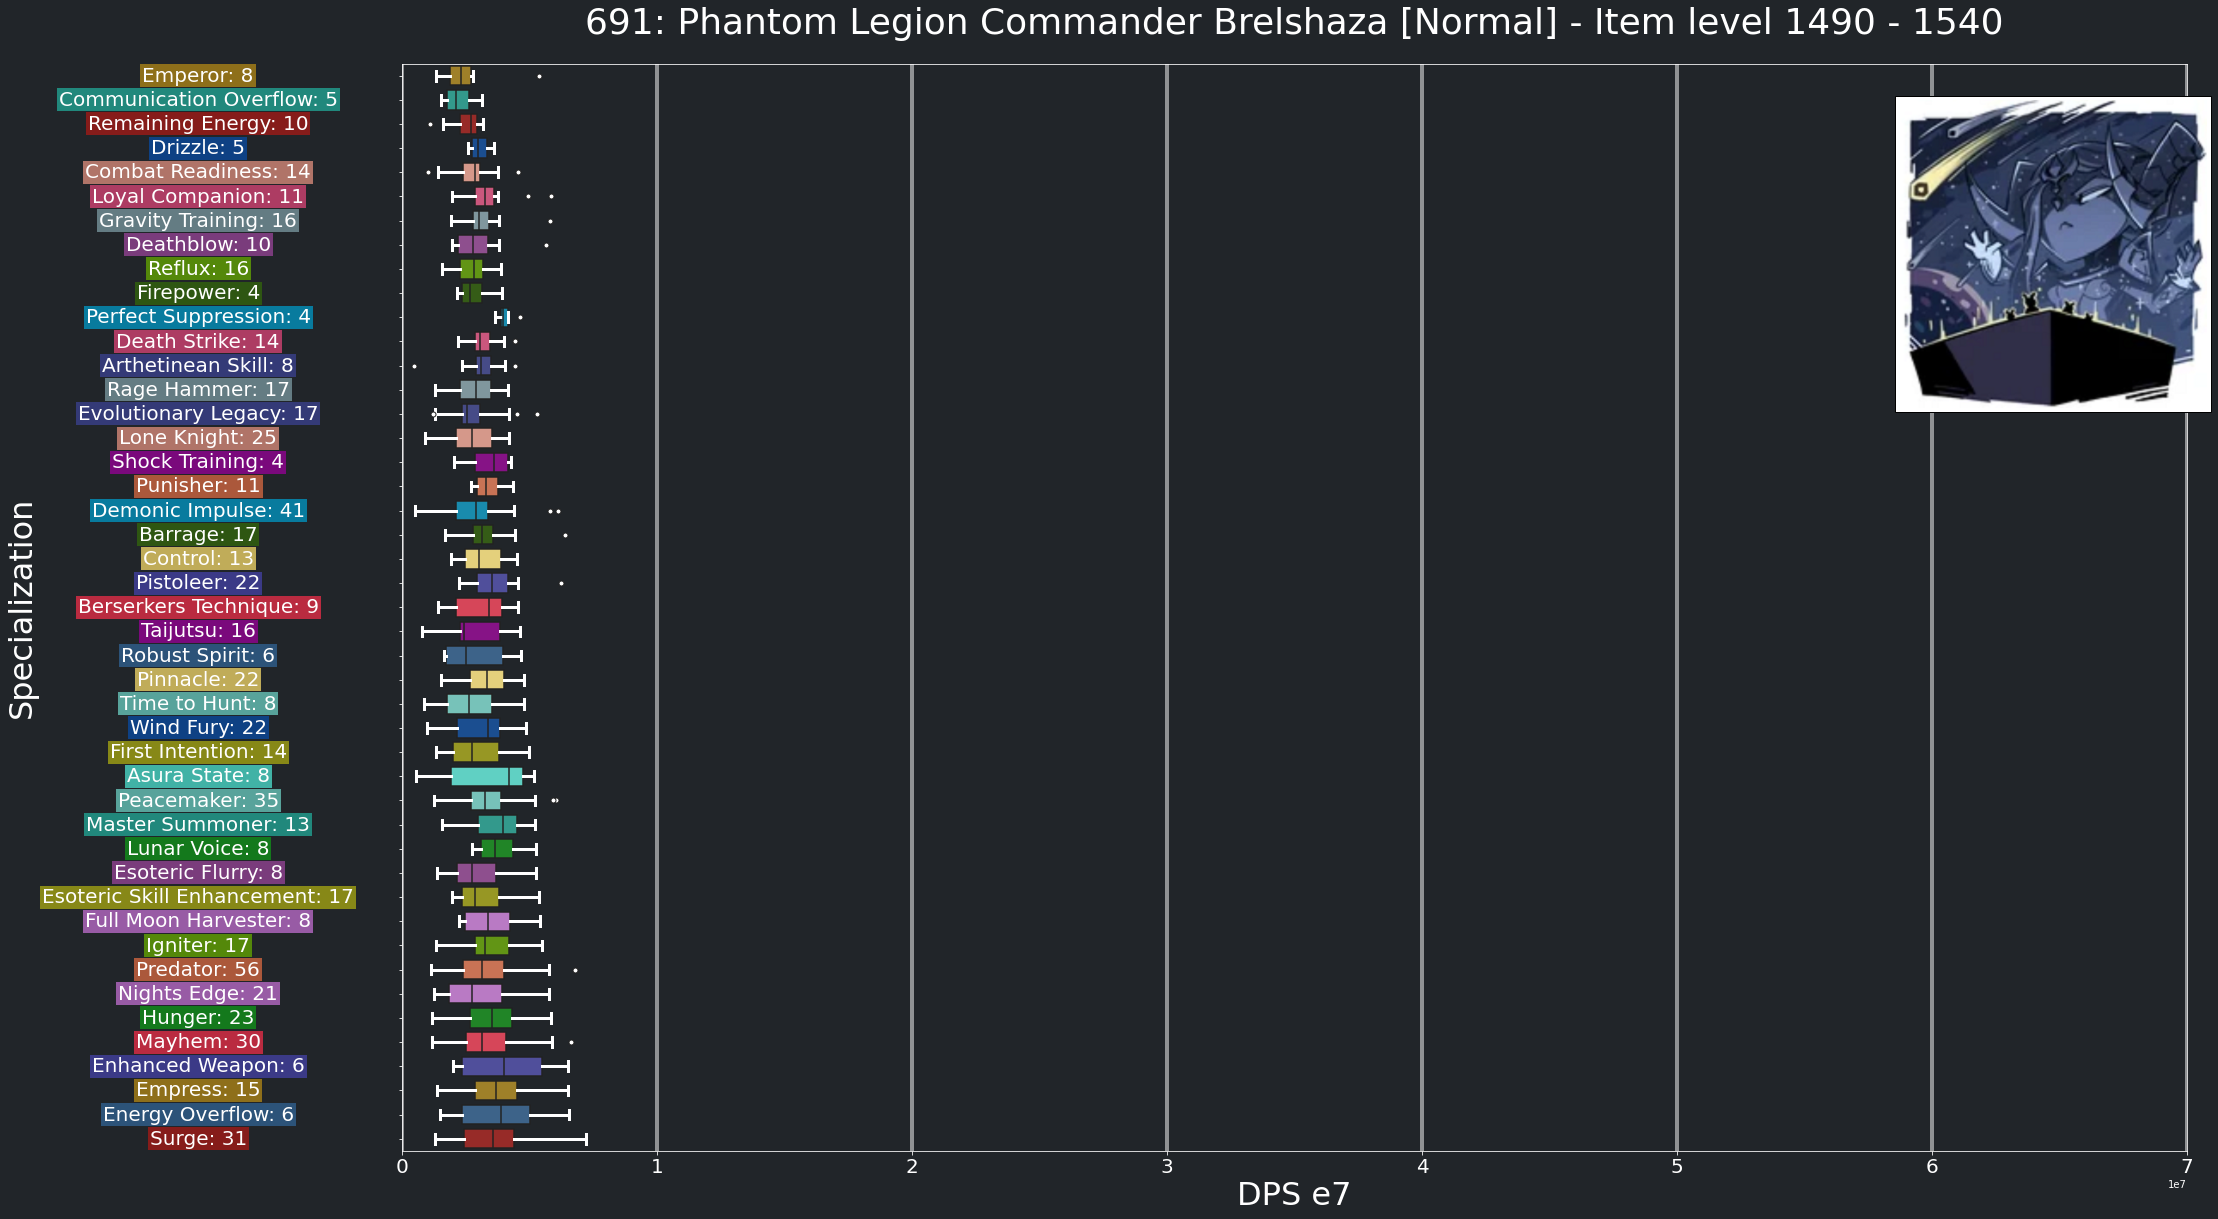 691: Phantom Legion Commander Brelshaza [Normal] - Item level 1490 - 1540
Emperor: 8
Communication Overflow: 5
Remaining Energy: 10
Drizzle: 5
Combat Readiness: 14
Loyal Companion: 11
Gravity Training: 16
Deathblow: 10
Reflux: 16
Firepower: 4
Perfect Suppression: 4
Death Strike: 14
Arthetinean Skill: 8
Rage Hammer: 17
Evolutionary Legacy: 17
Lone Knight: 25
Shock Training: 4
Punisher: 11
Demonic Impulse: 41
Barrage: 17
Control: 13
Pistoleer: 22
Berserkers Technique: 9
Taijutsu: 16
Robust Spirit: 6
Pinnacle: 22
Time to Hunt: 8
Wind Fury: 22
First Intention: 14
Asura State: 8
Peacemaker: 35
Master Summoner: 13
Lunar Voice: 8
Esoteric Flurry: 8
Esoteric Skill Enhancement: 17
Full Moon Harvester: 8
Igniter: 17
Predator: 56
Nights Edge: 21
Hunger: 23
Mayhem: 30
Enhanced Weapon: 6
Empress: 15
Energy Overflow: 6
Surge: 31
Specialization
0 1 2 3 4 5 6 7
1e7
DPS e7